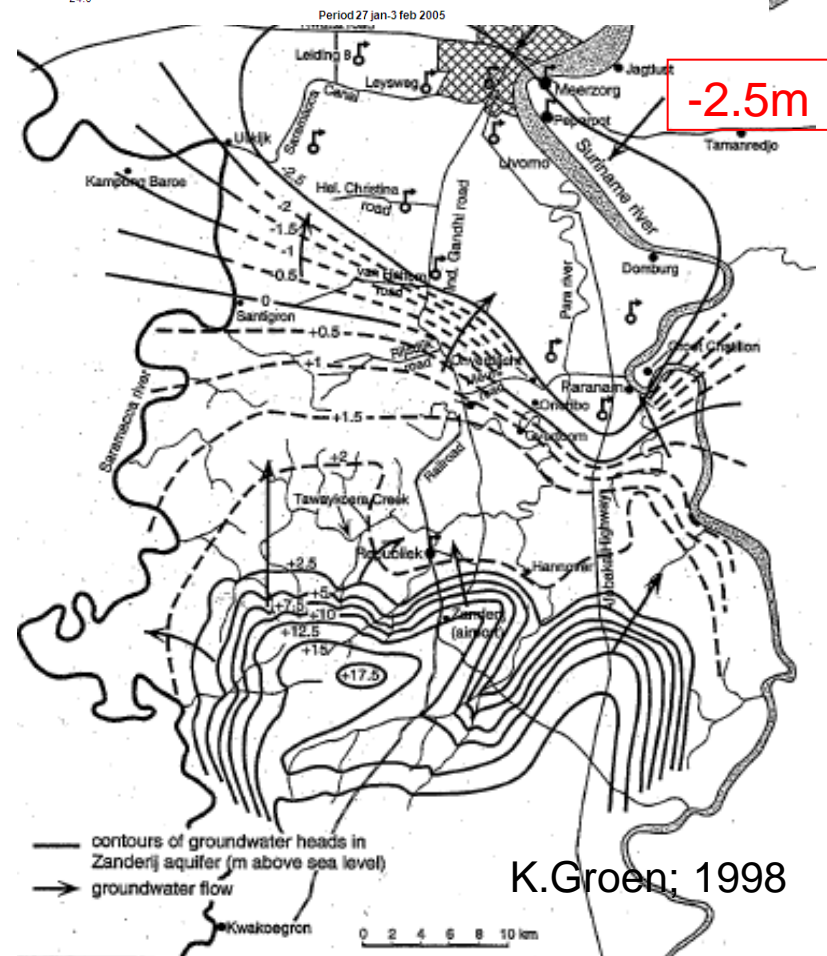 Period 27 jan-3 feb 2005
Leiding 8
Leysweg
Jagtlust
Meerzorg
-2.5m
Peperpot
Tamanredjo
Saramacca
Canal
Uitkijk
Livorno
Suriname river
Kampong Baroe
-2.5
Hel. Christina
road
-2
-1.5
-1
-0.5
Ind. Gandhi road
van Hattem
road
Para river
Domburg
0
Santigron
+0.5
road
+1
Groot Chatillon
Paranam
Onoribo
+1.5
Saramacca river
Railroad
+2
Tawaykoera Creek
Republiek
Hannover
Afobakka Highway
+2.5
+5
+7.5
+10
+12.5
+15
Zanderij
(airport)
+17.5
contours of groundwater heads in
Zanderij aquifer (m above sea level)
groundwater flow
K.Groen; 1998
Kwakoegron
0 2 4 6 8 10 km